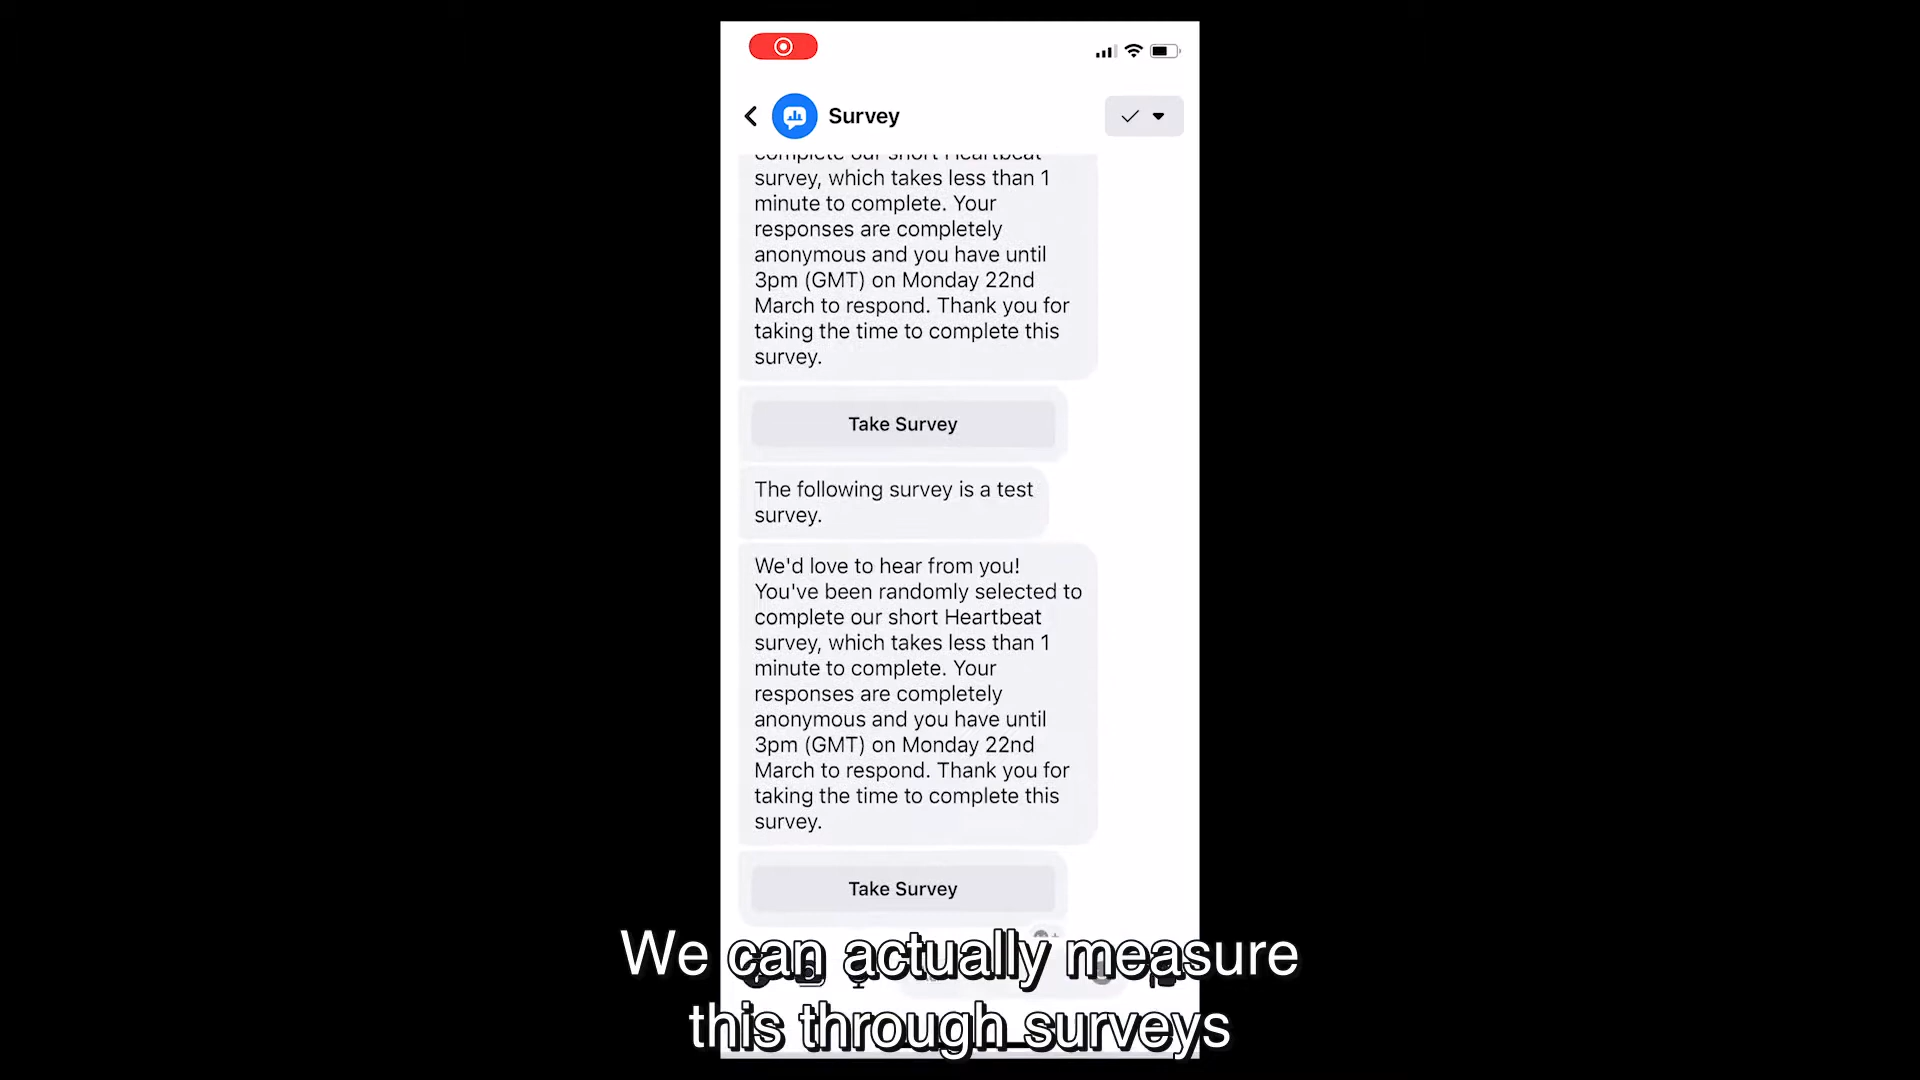 Survey
complete our short Heartbeat
survey, which takes less than 1
minute to complete. Your
responses are completely
anonymous and you have until
3pm (GMT) on Monday 22nd
March to respond. Thank you for
taking the time to complete this
survey.
Take Survey
The following survey is a test
survey.
We'd love to hear from you!
You've been randomly selected to
complete our short Heartbeat
survey, which takes less than 1
minute to complete. Your
responses are completely
anonymous and you have until
3pm (GMT) on Monday 22nd
March to respond. Thank you for
taking the time to complete this
survey.
Take Survey
We can actually measure
this through surveys